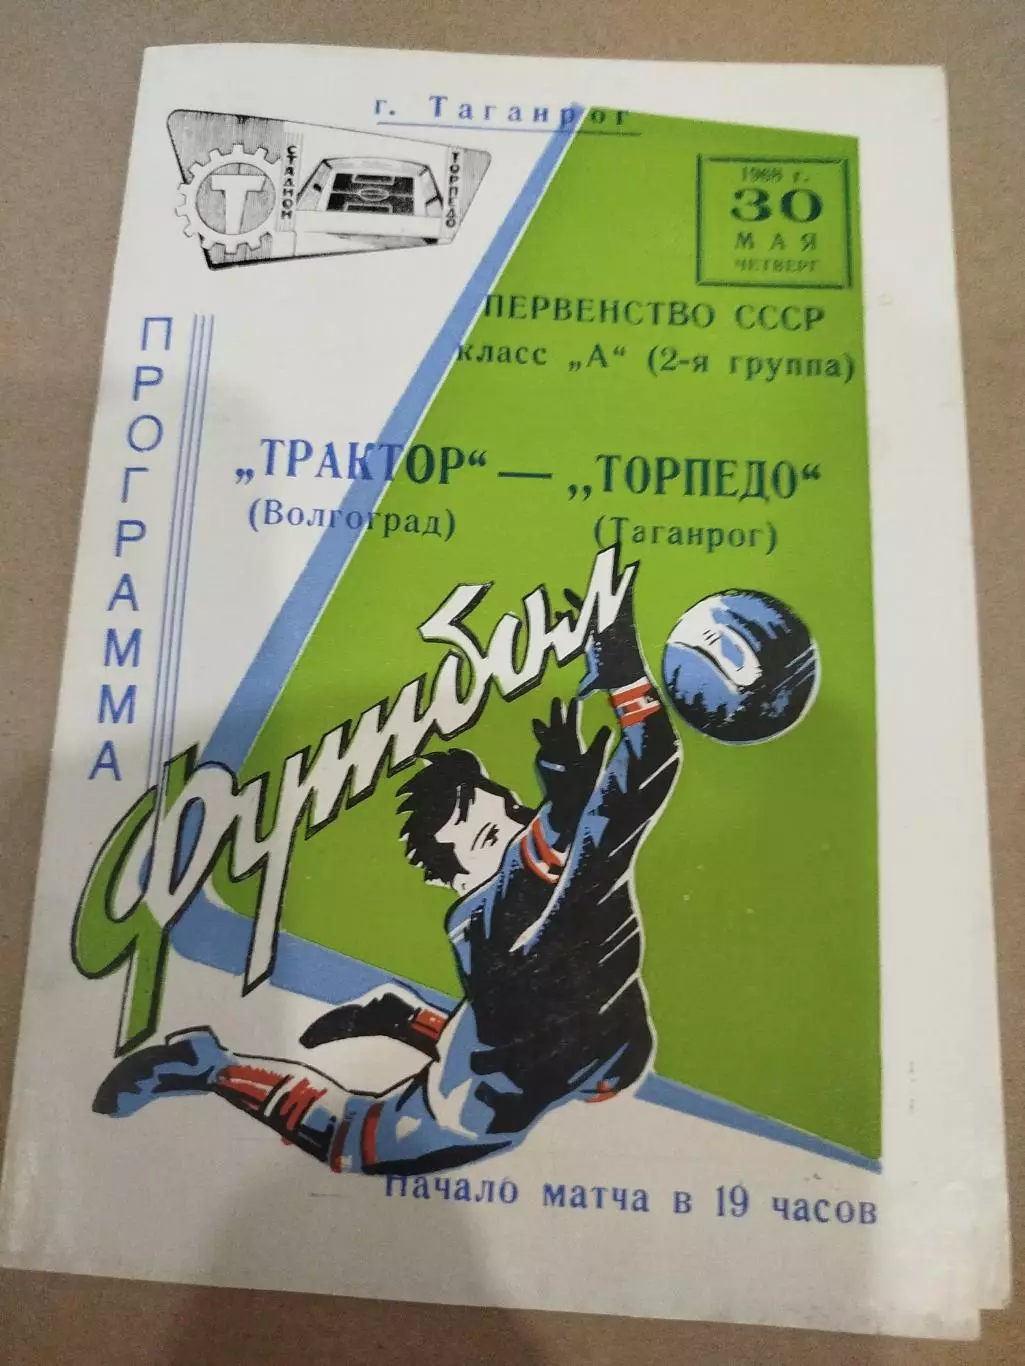 г. Таганрог
СТАДИОН
ТОРПЕДО
Т
1968 г.
30
МАЯ
ЧЕТВЕРГ
ПРОГРАММА
ПЕРВЕНСТВО СССР
класс „А“ (2-я группа)
„ТРАКТОР“ — „ТОРПЕДО“
(Волгоград) (Таганрог)
Футбол
Начало матча в 19 часов